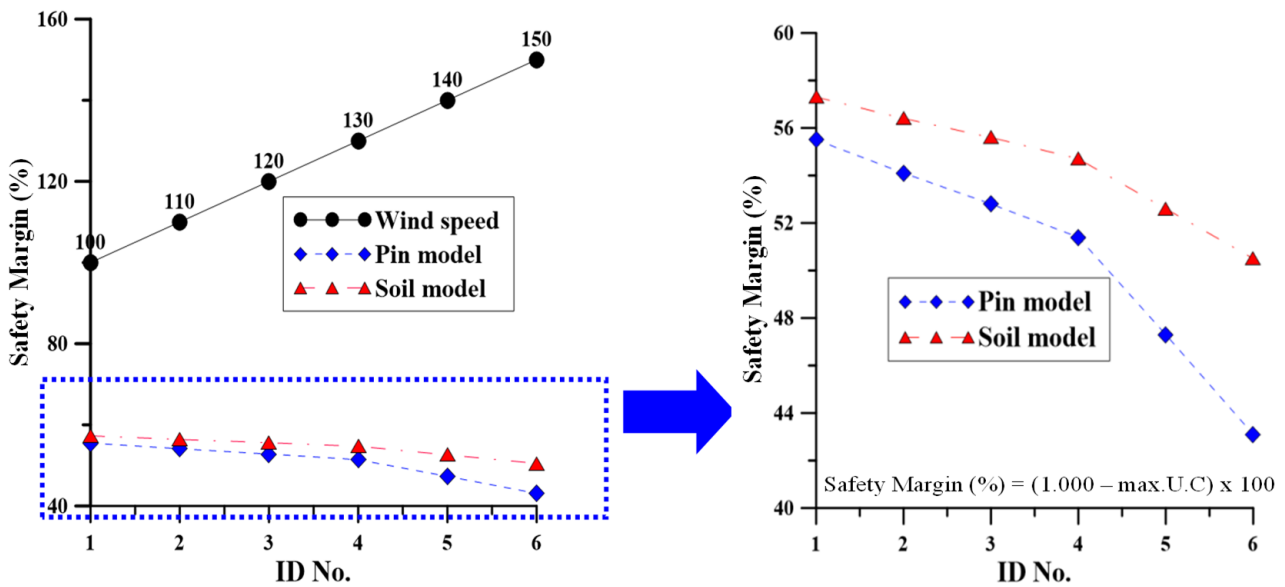 160
120
80
40
Safety Margin (%)
100
110
120
130
140
150
Wind speed
Pin model
Soil model
1 2 3 4 5 6
ID No.
60
56
52
48
44
40
Safety Margin (%)
Pin model
Soil model
Safety Margin (%) = (1.000 – max.U.C) x 100
1 2 3 4 5 6
ID No.